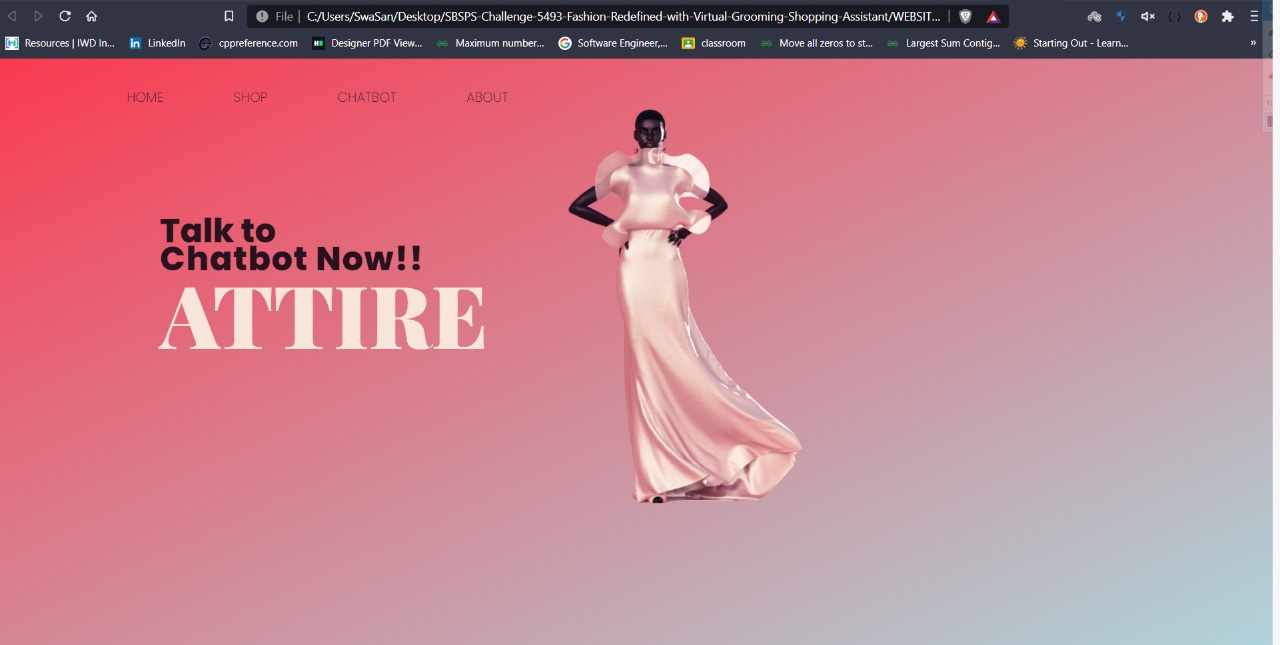 File | C:/Users/SwaSan/Desktop/SBSPS-Challenge-5493-Fashion-Redefined-with-Virtual-Grooming-Shopping-Assistant/WEBSIT...
Resources | IWD In... LinkedIn cppreference.com Designer PDF View... Maximum number... Software Engineer,... classroom Move all zeros to st... Largest Sum Contig... Starting Out - Learn... »
HOME SHOP CHATBOT ABOUT
Talk to
Chatbot Now!!
ATTIRE